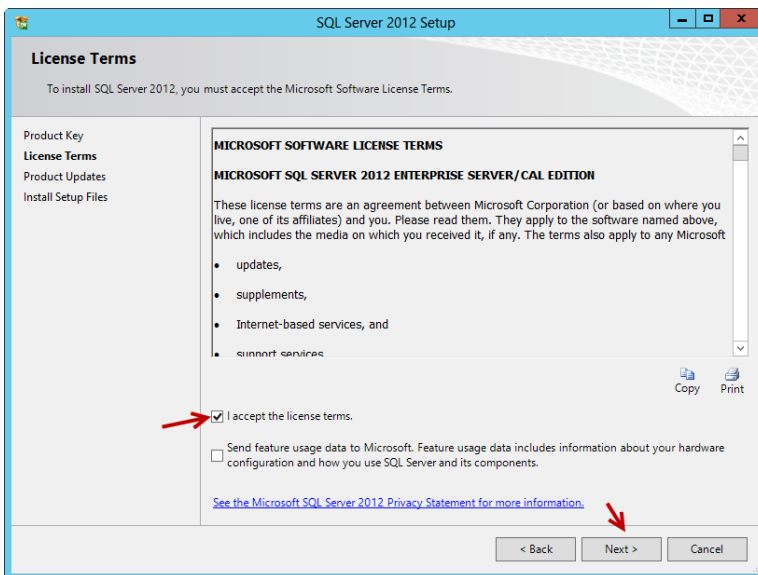 SQL Server 2012 Setup
License Terms
To install SQL Server 2012, you must accept the Microsoft Software License Terms.
Product Key
License Terms
Product Updates
Install Setup Files
MICROSOFT SOFTWARE LICENSE TERMS
MICROSOFT SQL SERVER 2012 ENTERPRISE SERVER/CAL EDITION
These license terms are an agreement between Microsoft Corporation (or based on where you
live, one of its affiliates) and you. Please read them. They apply to the software named above,
which includes the media on which you received it, if any. The terms also apply to any Microsoft
• updates,
• supplements,
• Internet-based services, and
• support services
Copy Print
I accept the license terms.
Send feature usage data to Microsoft. Feature usage data includes information about your hardware
configuration and how you use SQL Server and its components.
See the Microsoft SQL Server 2012 Privacy Statement for more information.
< Back Next > Cancel